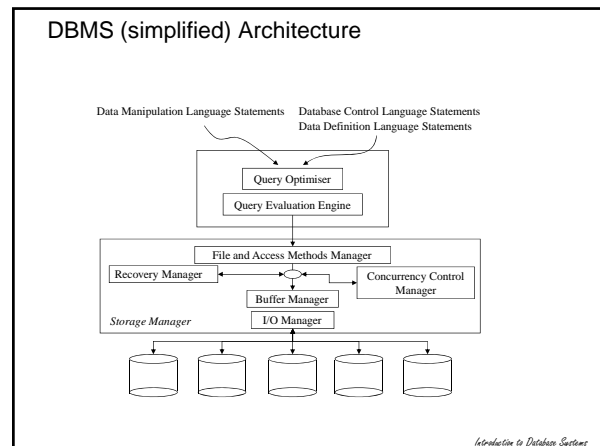 DBMS (simplified) Architecture
Data Manipulation Language Statements
Database Control Language Statements
Data Definition Language Statements
Query Optimiser
Query Evaluation Engine
File and Access Methods Manager
Recovery Manager
Concurrency Control
Manager
Buffer Manager
Storage Manager
I/O Manager
Introduction to Database Systems